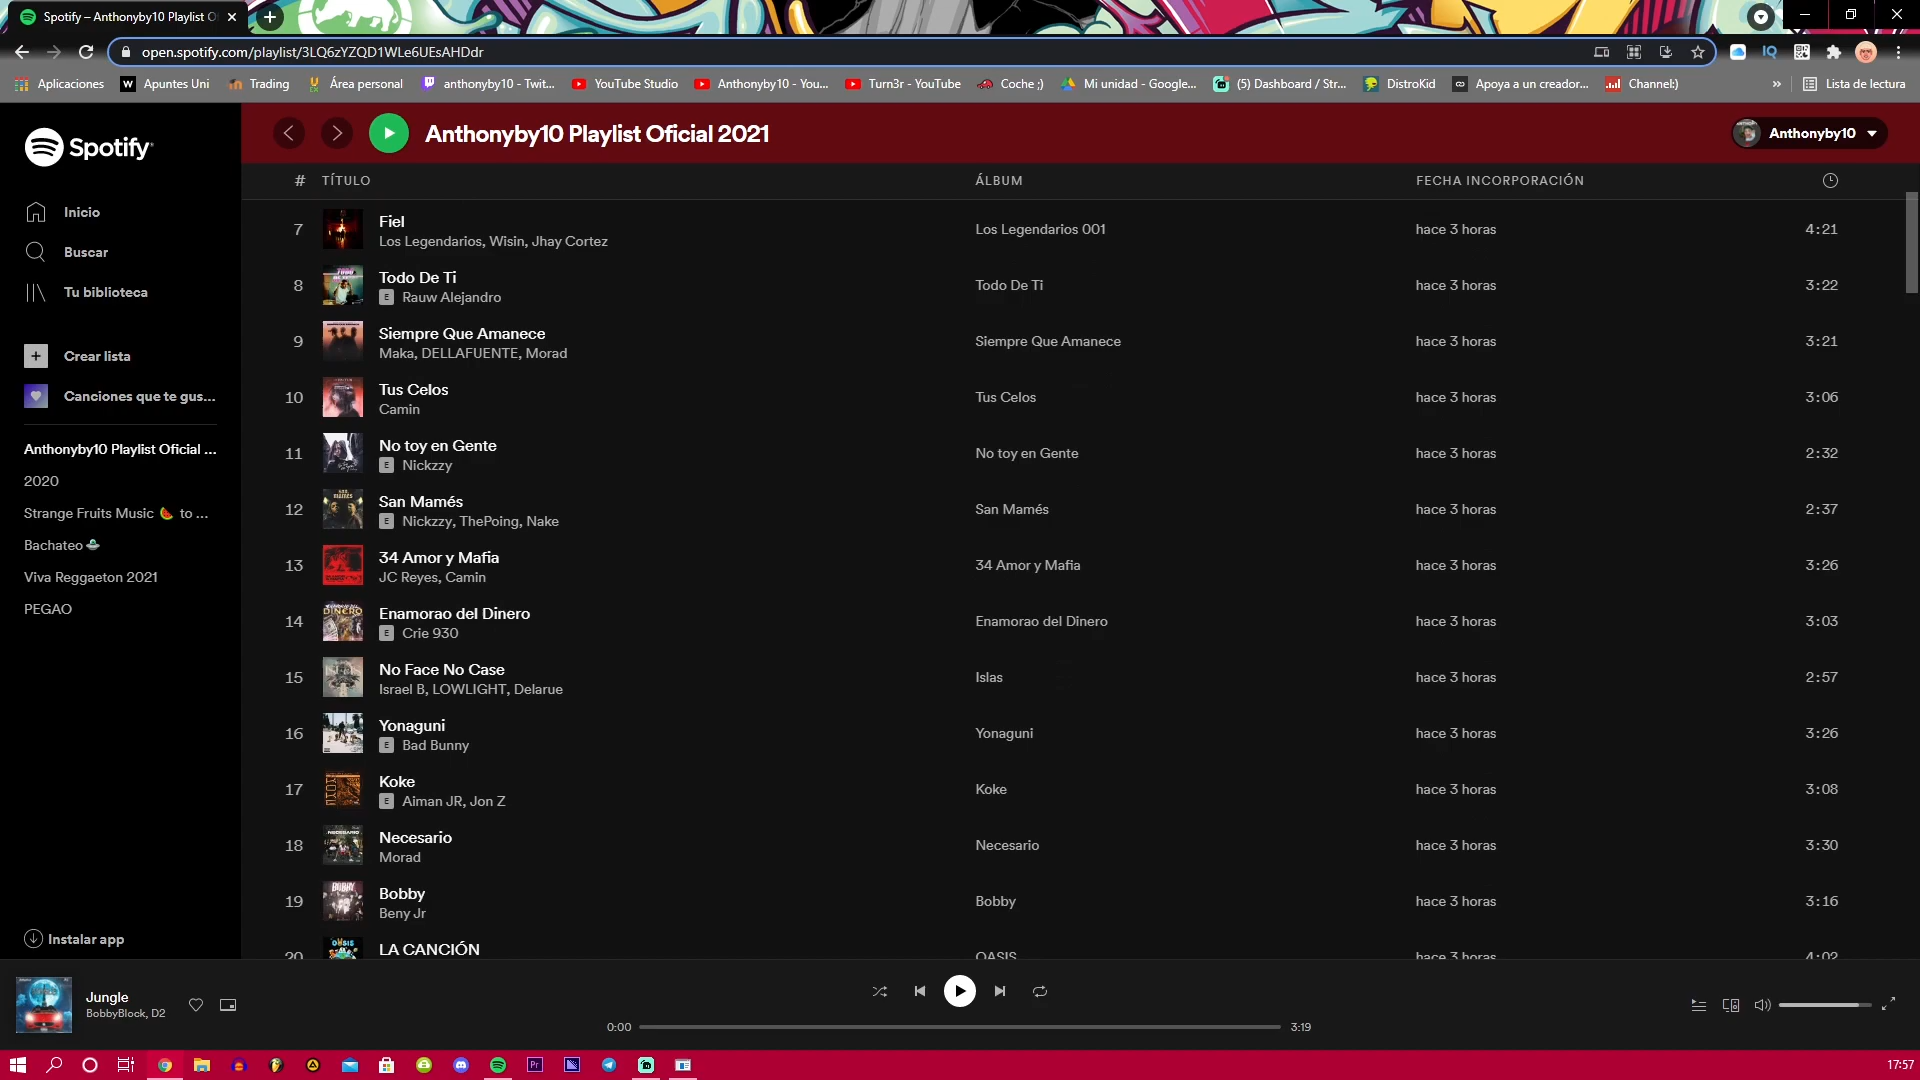 Spotify – Anthonyby10 Playlist O
open.spotify.com/playlist/3LQ6zYZQD1WLe6UEsAHDdr
Aplicaciones
Apuntes Uni
Trading
Área personal
anthonyby10 - Twit...
YouTube Studio
Anthonyby10 - You...
Turn3r - YouTube
Coche ;)
Mi unidad - Google...
(5) Dashboard / Str...
DistroKid
Apoya a un creador...
Channel:)
»
Lista de lectura
Spotify
Anthonyby10 Playlist Oficial 2021
Anthonyby10
Inicio
Buscar
Tu biblioteca
Crear lista
Canciones que te gus...
Anthonyby10 Playlist Oficial ...
2020
Strange Fruits Music 🍉 to ...
Bachateo 🛸
Viva Reggaeton 2021
PEGAO
Instalar app
# TÍTULO ÁLBUM FECHA INCORPORACIÓN
7 Fiel Los Legendarios 001 hace 3 horas 4:21
Los Legendarios, Wisin, Jhay Cortez
8 Todo De Ti Todo De Ti hace 3 horas 3:22
E Rauw Alejandro
9 Siempre Que Amanece Siempre Que Amanece hace 3 horas 3:21
Maka, DELLAFUENTE, Morad
10 Tus Celos Tus Celos hace 3 horas 3:06
Camin
11 No toy en Gente No toy en Gente hace 3 horas 2:32
E Nickzzy
12 San Mamés San Mamés hace 3 horas 2:37
E Nickzzy, ThePoing, Nake
13 34 Amor y Mafia 34 Amor y Mafia hace 3 horas 3:26
JC Reyes, Camin
14 Enamorao del Dinero Enamorao del Dinero hace 3 horas 3:03
E Crie 930
15 No Face No Case Islas hace 3 horas 2:57
Israel B, LOWLIGHT, Delarue
16 Yonaguni Yonaguni hace 3 horas 3:26
E Bad Bunny
17 Koke Koke hace 3 horas 3:08
E Aiman JR, Jon Z
18 Necesario Necesario hace 3 horas 3:30
Morad
19 Bobby Bobby hace 3 horas 3:16
Beny Jr
20 LA CANCIÓN OASIS hace 3 horas 4:02
Jungle
BobbyBlock, D2
0:00
3:19
17:57